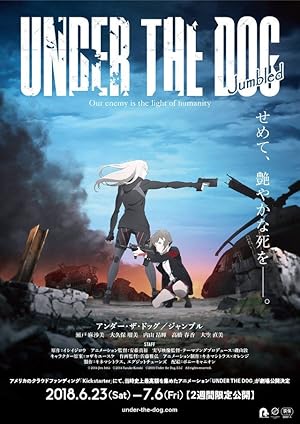 UNDER THE DOG
Jumbled
Our enemy is the light of humanity
せめて、艶やかな死を——。
アンダー・ザ・ドッグ／ジャンブル
瀬戸麻沙美 大久保瑠美 内山昂輝 高橋春香 大空直美
STAFF
アメリカのクラウドファンディング「Kickstarter」にて、当時史上最高額を集めたアニメーション「UNDER THE DOG」が劇場公開決定
2018.6.23(Sat)—7.6(Fri)【2週間限定公開】
under-the-dog.com